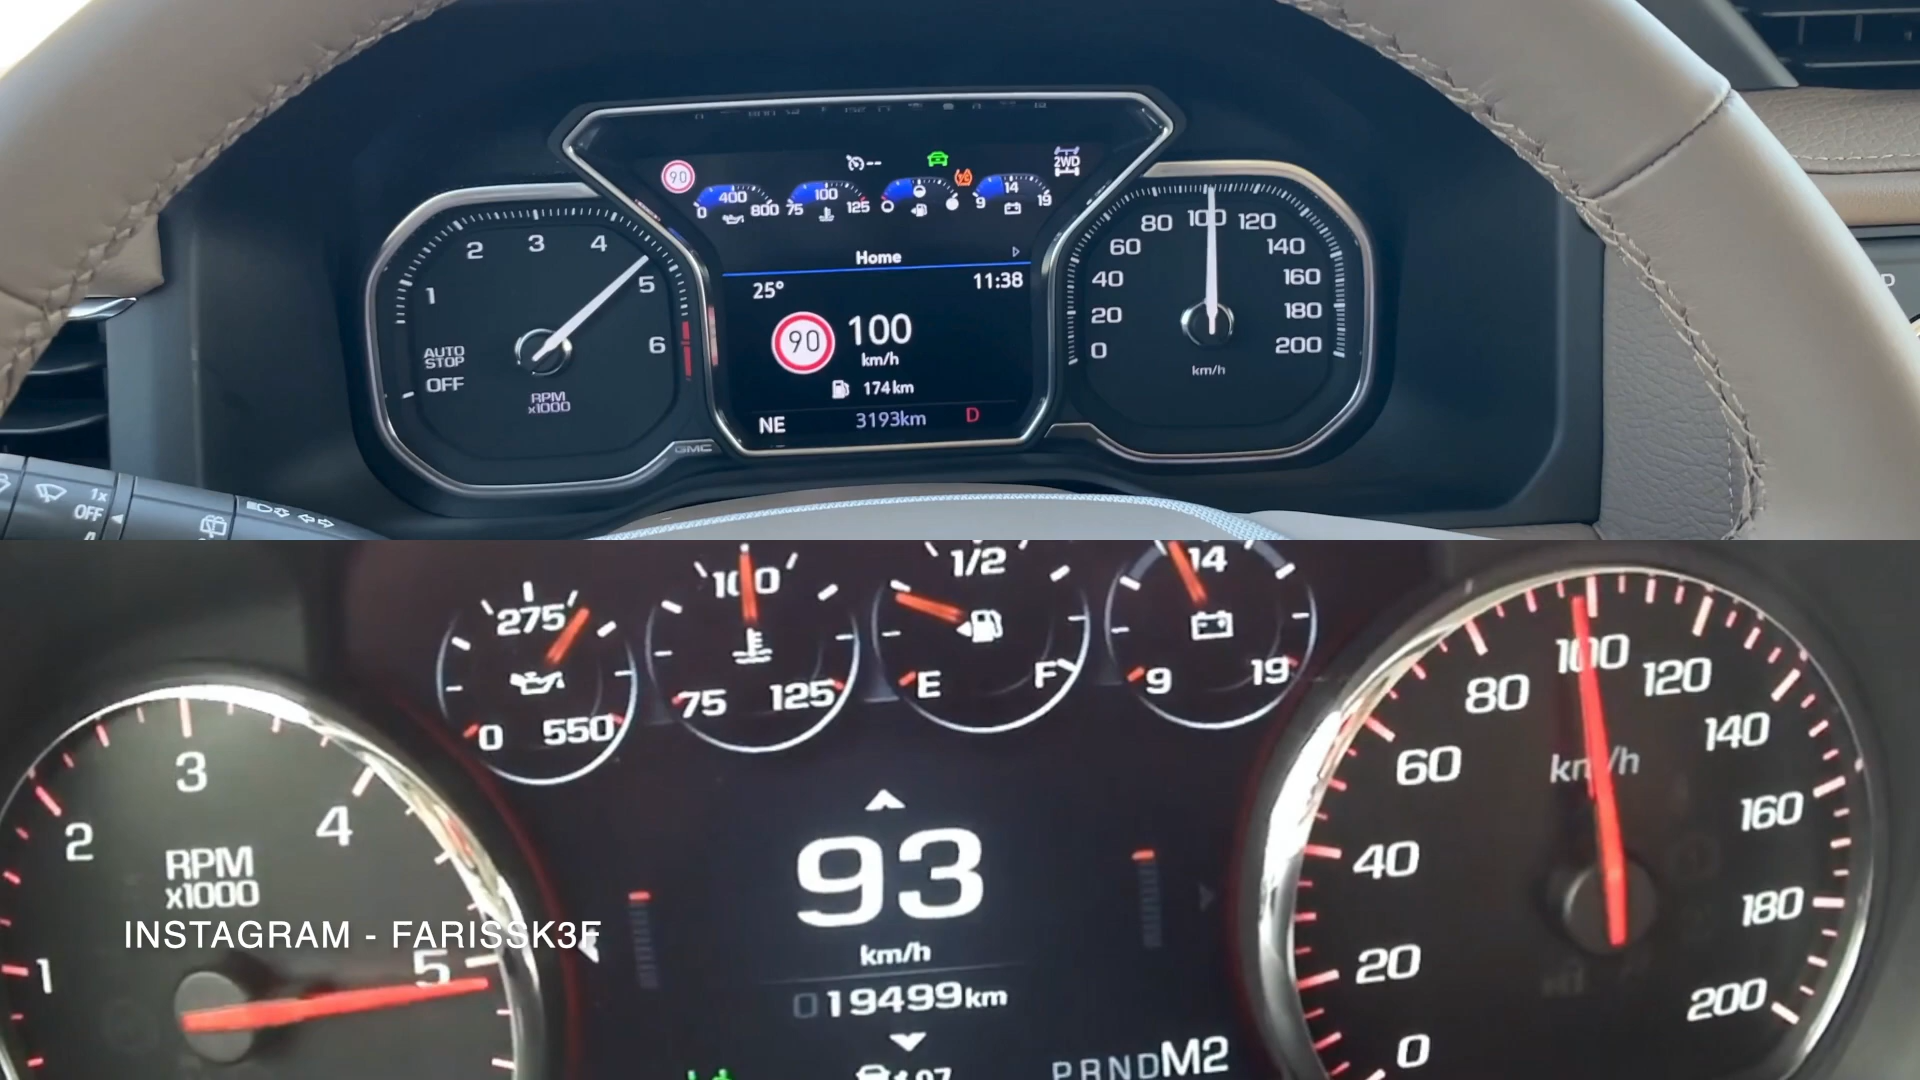 90
2WD
400
0 800
100
75 125
14
9 19
Home
25° 11:38
90 100
km/h
174 km
NE 3193km D
1 2 3 4 5 6
AUTO
STOP
OFF
RPM
x1000
GMC
0 20 40 60 80 100 120 140 160 180 200
km/h
1x
OFF
275
0 550
100
75 125
1/2
E F
14
9 19
1 2 3 4 5
RPM
x1000
INSTAGRAM - FARISSK3F
93
km/h
019499km
PRNDM2
0 20 40 60 80 100 120 140 160 180 200
km/h